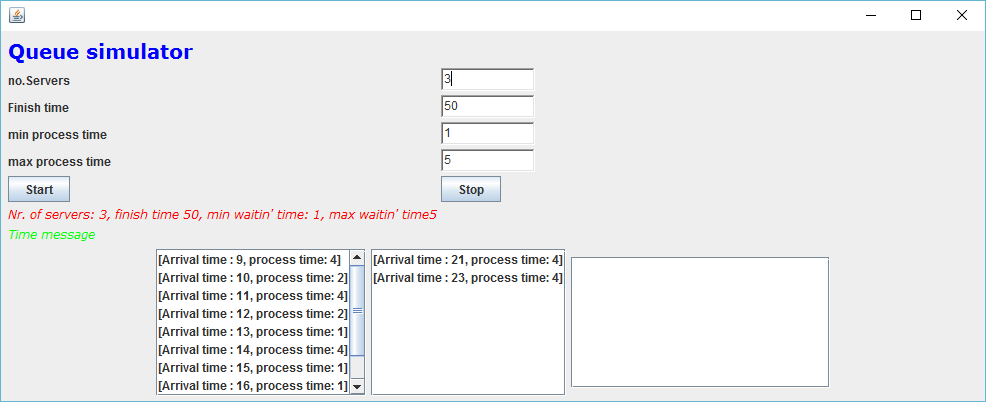 Queue simulator
no.Servers 3
Finish time 50
min process time 1
max process time 5
Start Stop
Nr. of servers: 3, finish time 50, min waitin' time: 1, max waitin' time5
Time message
[Arrival time : 9, process time: 4]
[Arrival time : 10, process time: 2]
[Arrival time : 11, process time: 4]
[Arrival time : 12, process time: 2]
[Arrival time : 13, process time: 1]
[Arrival time : 14, process time: 4]
[Arrival time : 15, process time: 1]
[Arrival time : 16, process time: 1]
[Arrival time : 21, process time: 4]
[Arrival time : 23, process time: 4]